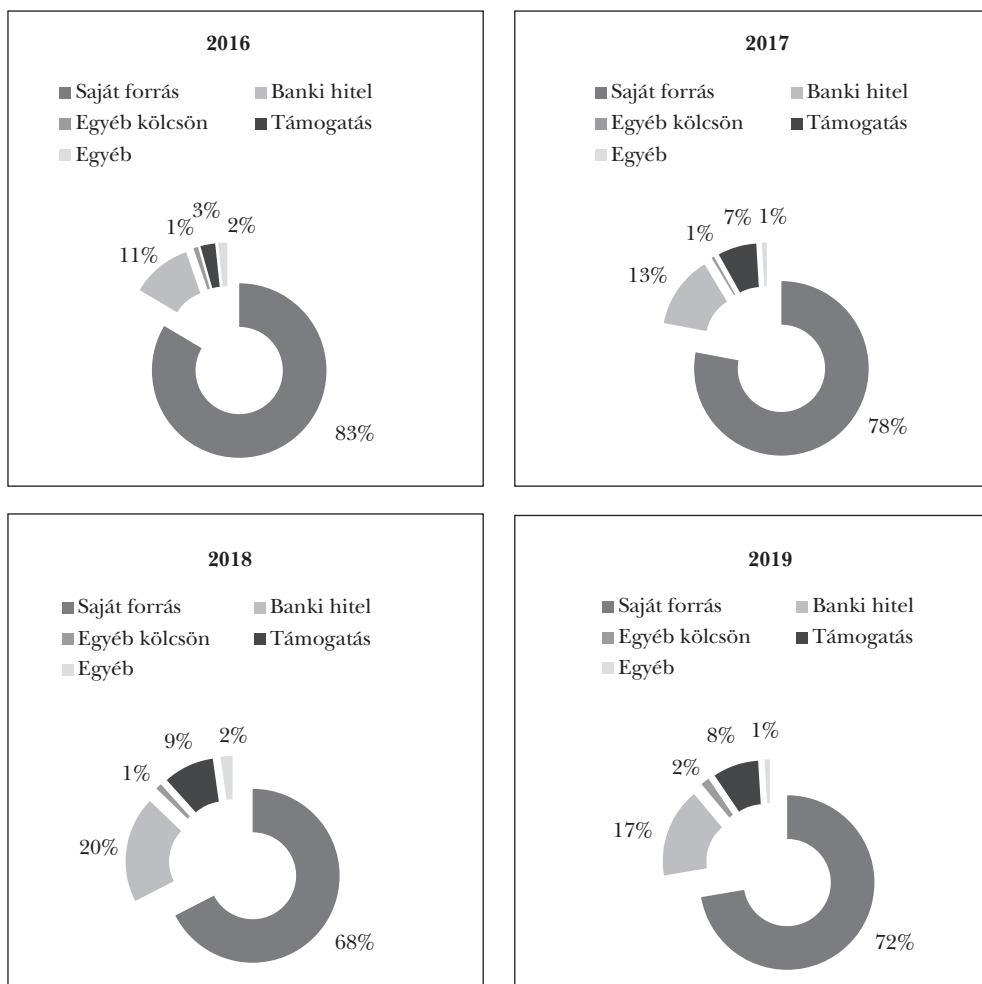 2016
Saját forrás Banki hitel
Egyéb kölcsön Támogatás
Egyéb
3%
1% 2%
11%
83%
2017
Saját forrás Banki hitel
Egyéb kölcsön Támogatás
Egyéb
7% 1%
1%
13%
78%
2018
Saját forrás Banki hitel
Egyéb kölcsön Támogatás
Egyéb
9% 2%
1%
20%
68%
2019
Saját forrás Banki hitel
Egyéb kölcsön Támogatás
Egyéb
8% 1%
2%
17%
72%